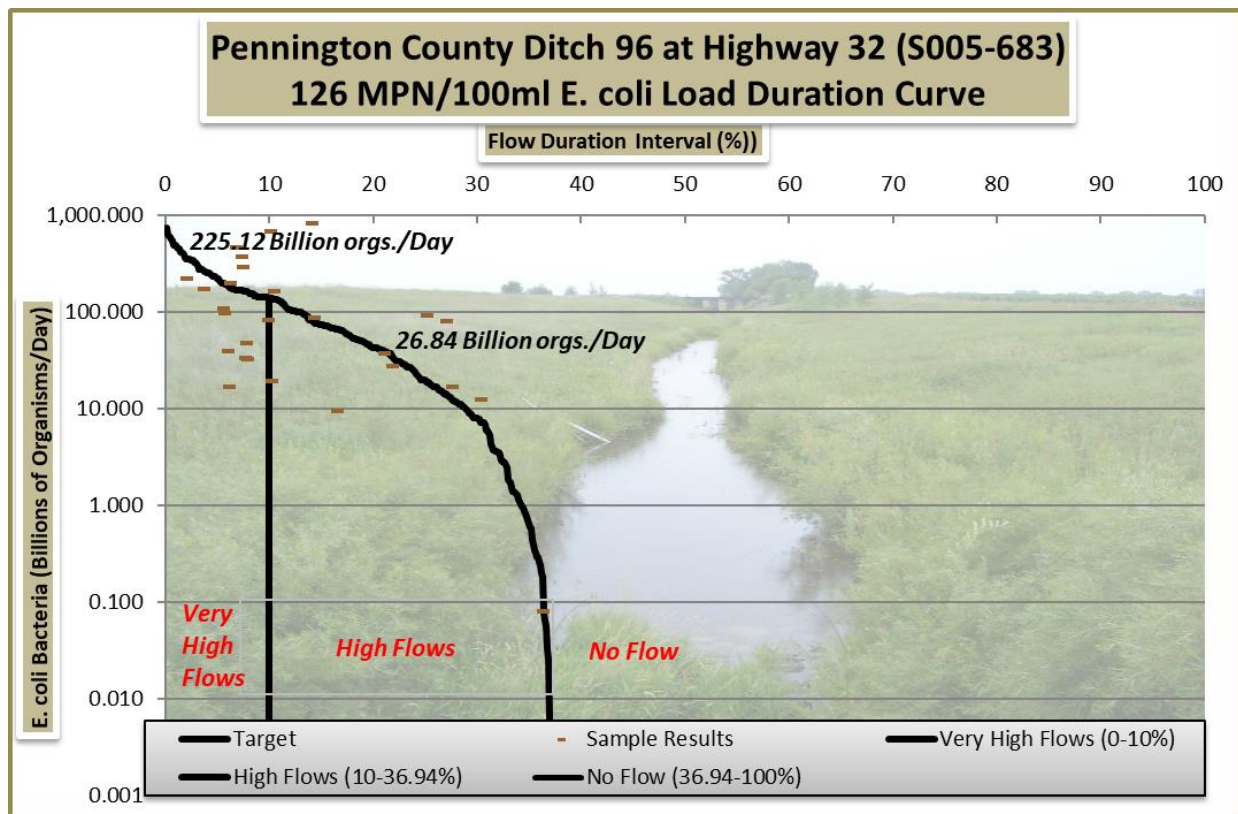 Pennington County Ditch 96 at Highway 32 (S005-683)
126 MPN/100ml E. coli Load Duration Curve
Flow Duration Interval (%))
0 10 20 30 40 50 60 70 80 90 100
E. coli Bacteria (Billions of Organisms/Day)
1,000.000
100.000
10.000
1.000
0.100
0.010
0.001
225.12 Billion orgs./Day
26.84 Billion orgs./Day
Very
High
Flows
High Flows
No Flow
Target
Sample Results
Very High Flows (0-10%)
High Flows (10-36.94%)
No Flow (36.94-100%)